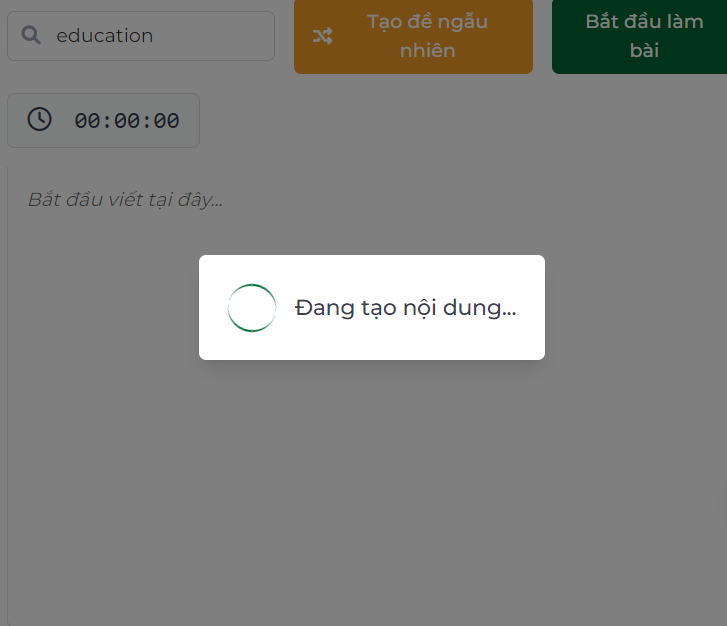 education
Tạo đề ngẫu
nhiên
Bắt đầu làm
bài
00:00:00
Bắt đầu viết tại đây...
Đang tạo nội dung...